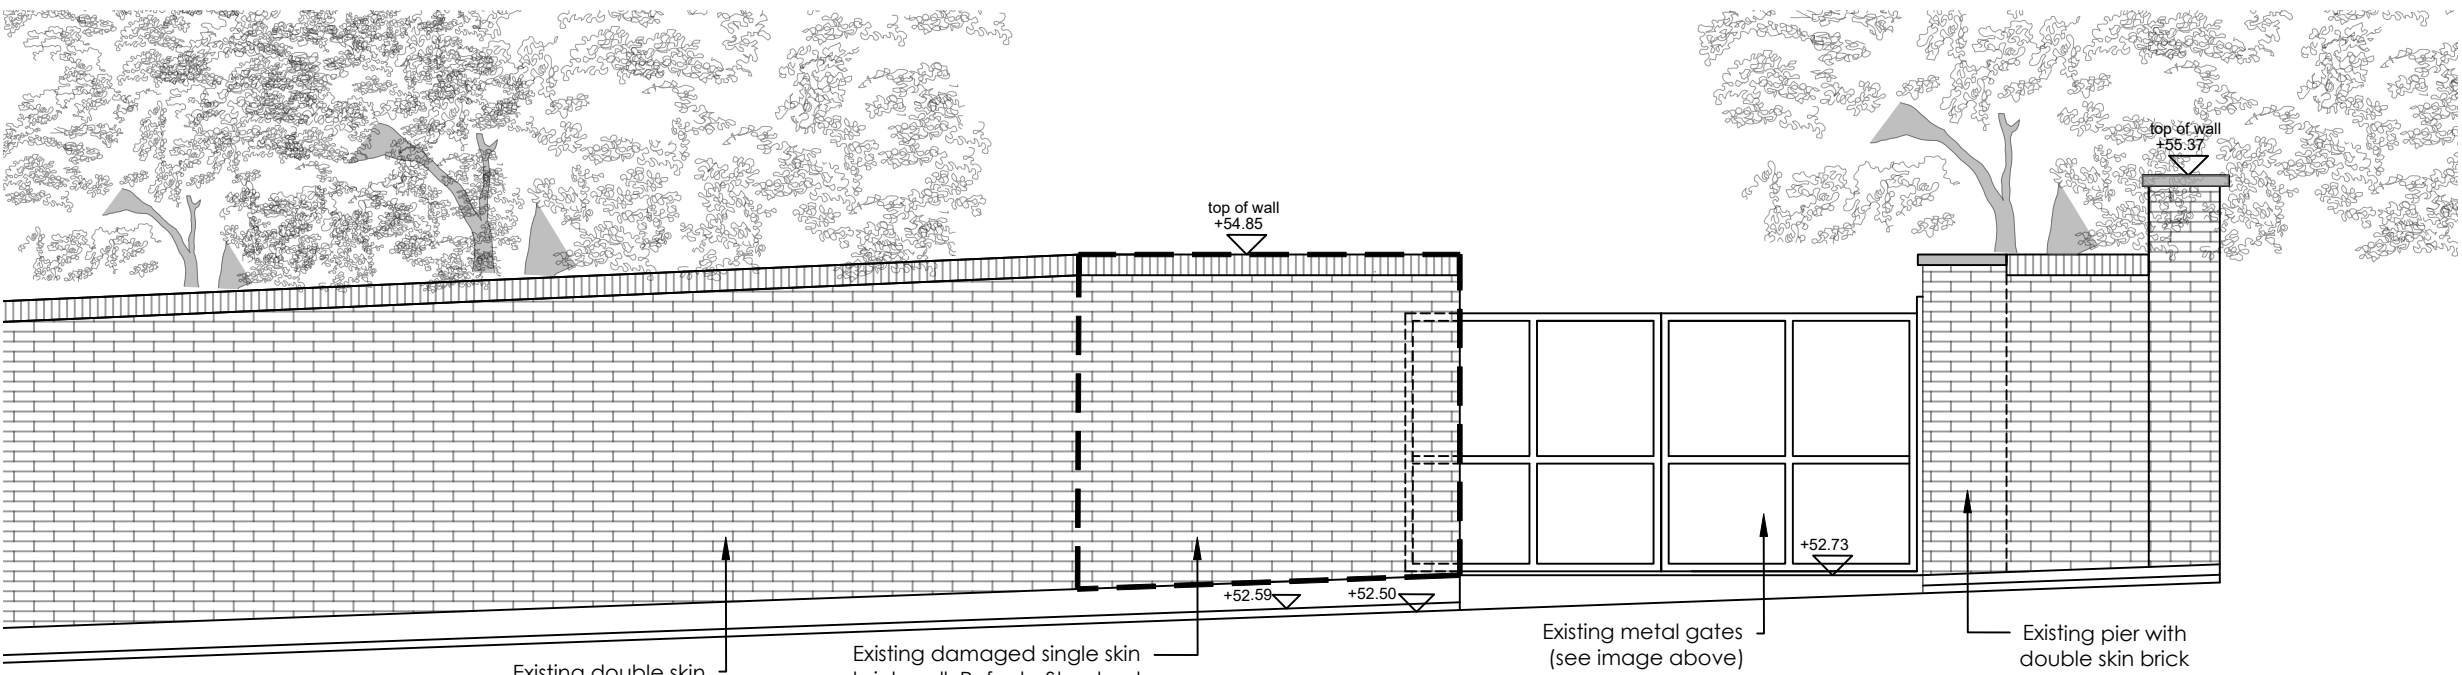 top of wall
+55.37
top of wall
+54.85
+52.73
+52.59
+52.50
Existing metal gates
(see image above)
Existing pier with
double skin brick
Existing damaged single skin
Existing double skin